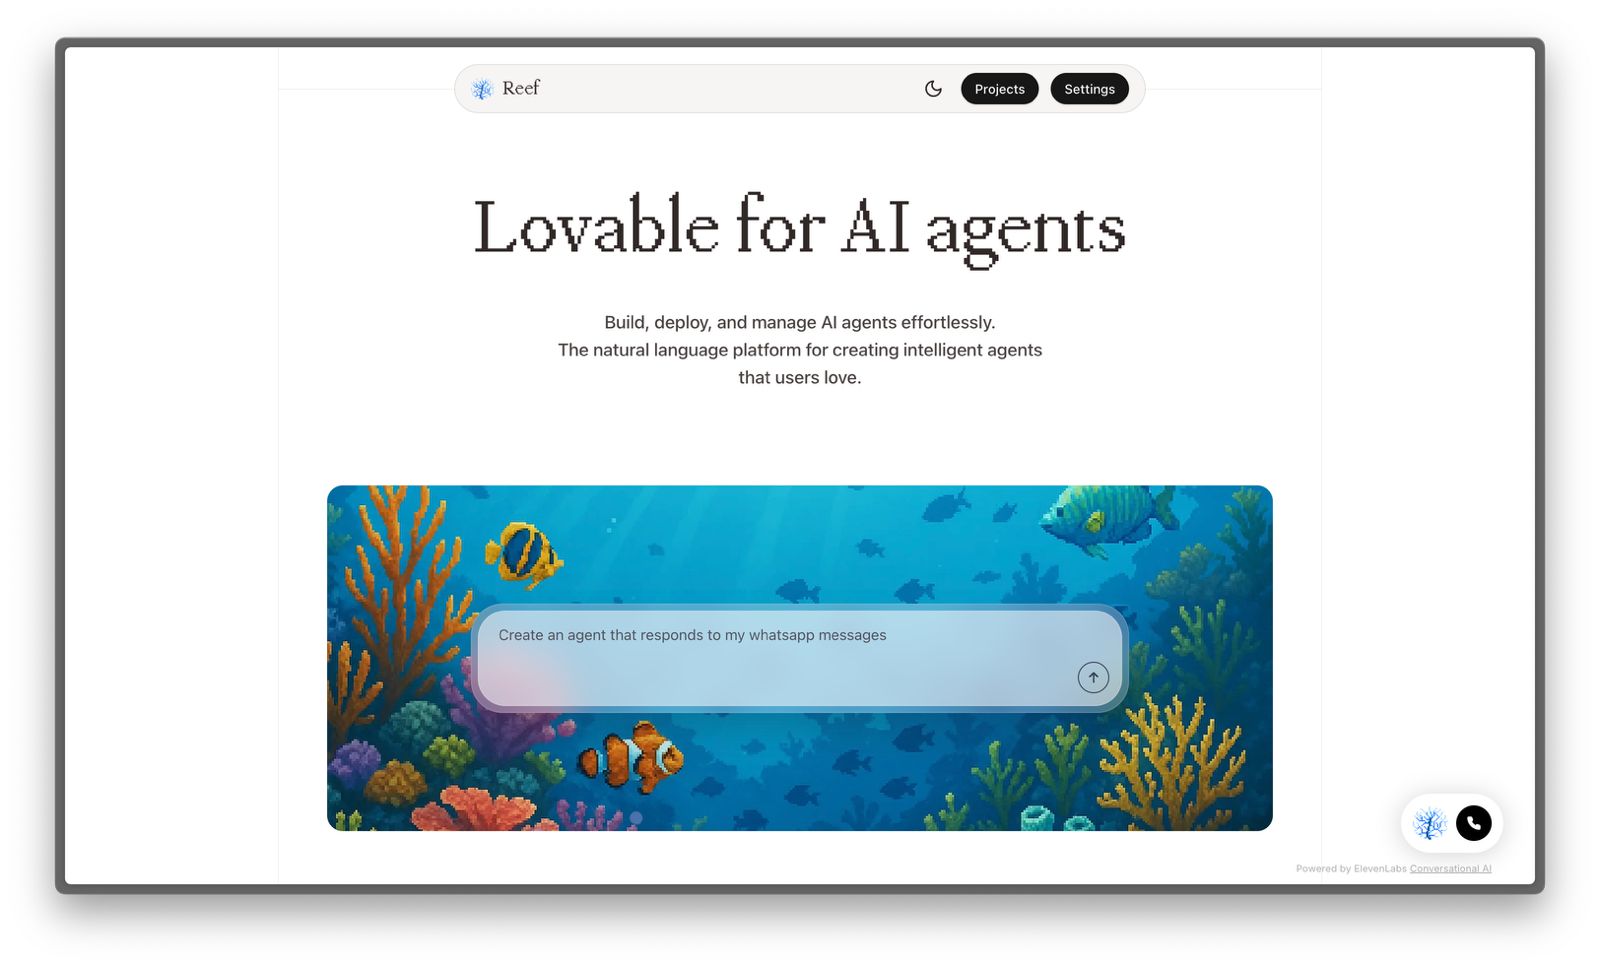 Reef
Projects
Settings
Lovable for AI agents
Build, deploy, and manage AI agents effortlessly.
The natural language platform for creating intelligent agents
that users love.
Create an agent that responds to my whatsapp messages
Powered by ElevenLabs Conversational AI